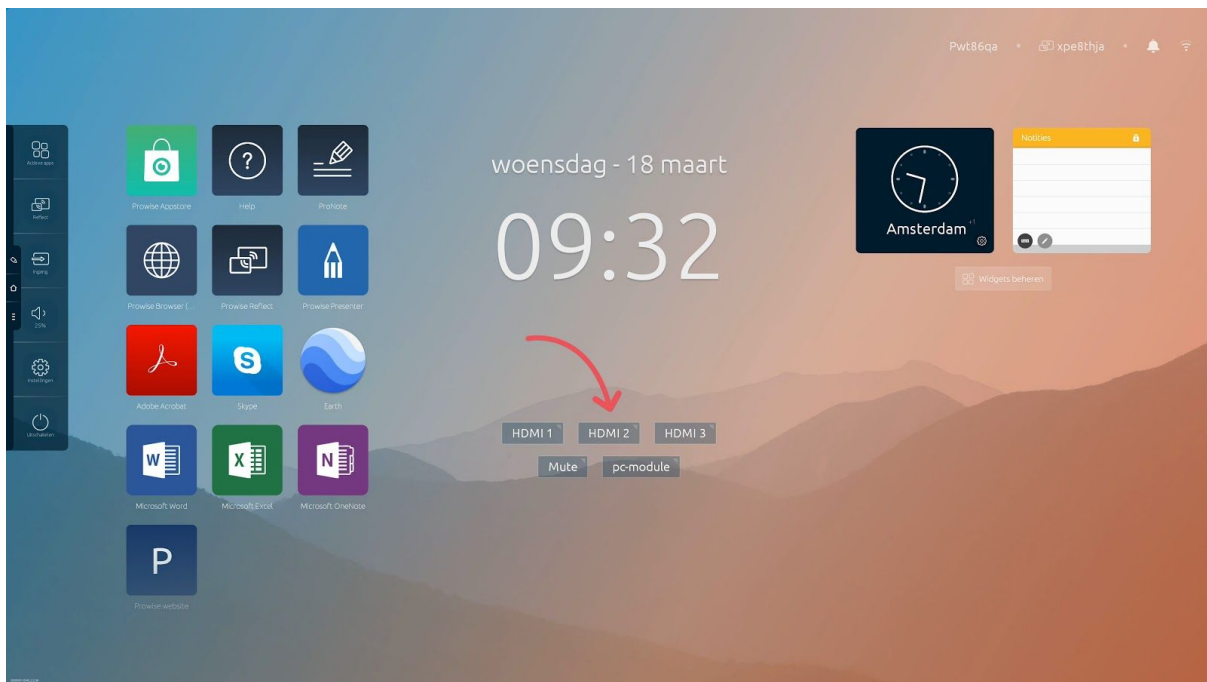 Pwt86qa • xpe8thja •
Actieve apps
Reflect
Ingang
25%
Instellingen
Uitschakelen
Prowise Appstore
Help
ProNote
Prowise Browser (...
Prowise Reflect
Prowise Presenter
Adobe Acrobat
Skype
Earth
Microsoft Word
Microsoft Excel
Microsoft OneNote
P
Prowise website
woensdag - 18 maart
09:32
HDMI 1
HDMI 2
HDMI 3
Mute
pc-module
Amsterdam +1
Notities
Widgets beheren